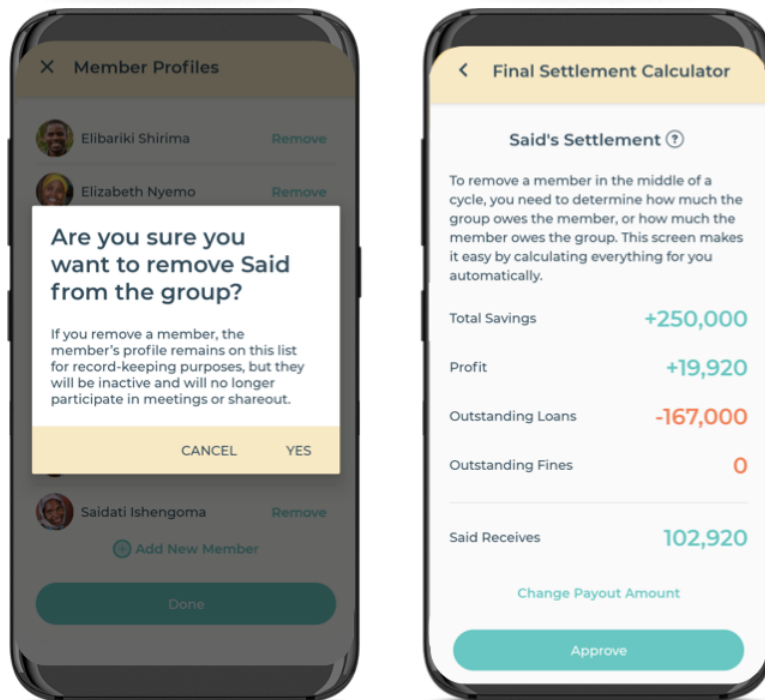 Member Profiles
Elibariki Shirima Remove
Elizabeth Nyemo Remove
Are you sure you
want to remove Said
from the group?
If you remove a member, the
member's profile remains on this list
for record-keeping purposes, but they
will be inactive and will no longer
participate in meetings or shareout.
CANCEL YES
Saidati Ishengoma Remove
Add New Member
Done
Final Settlement Calculator
Said's Settlement ?
To remove a member in the middle of a
cycle, you need to determine how much the
group owes the member, or how much the
member owes the group. This screen makes
it easy by calculating everything for you
automatically.
Total Savings +250,000
Profit +19,920
Outstanding Loans -167,000
Outstanding Fines 0
Said Receives 102,920
Change Payout Amount
Approve